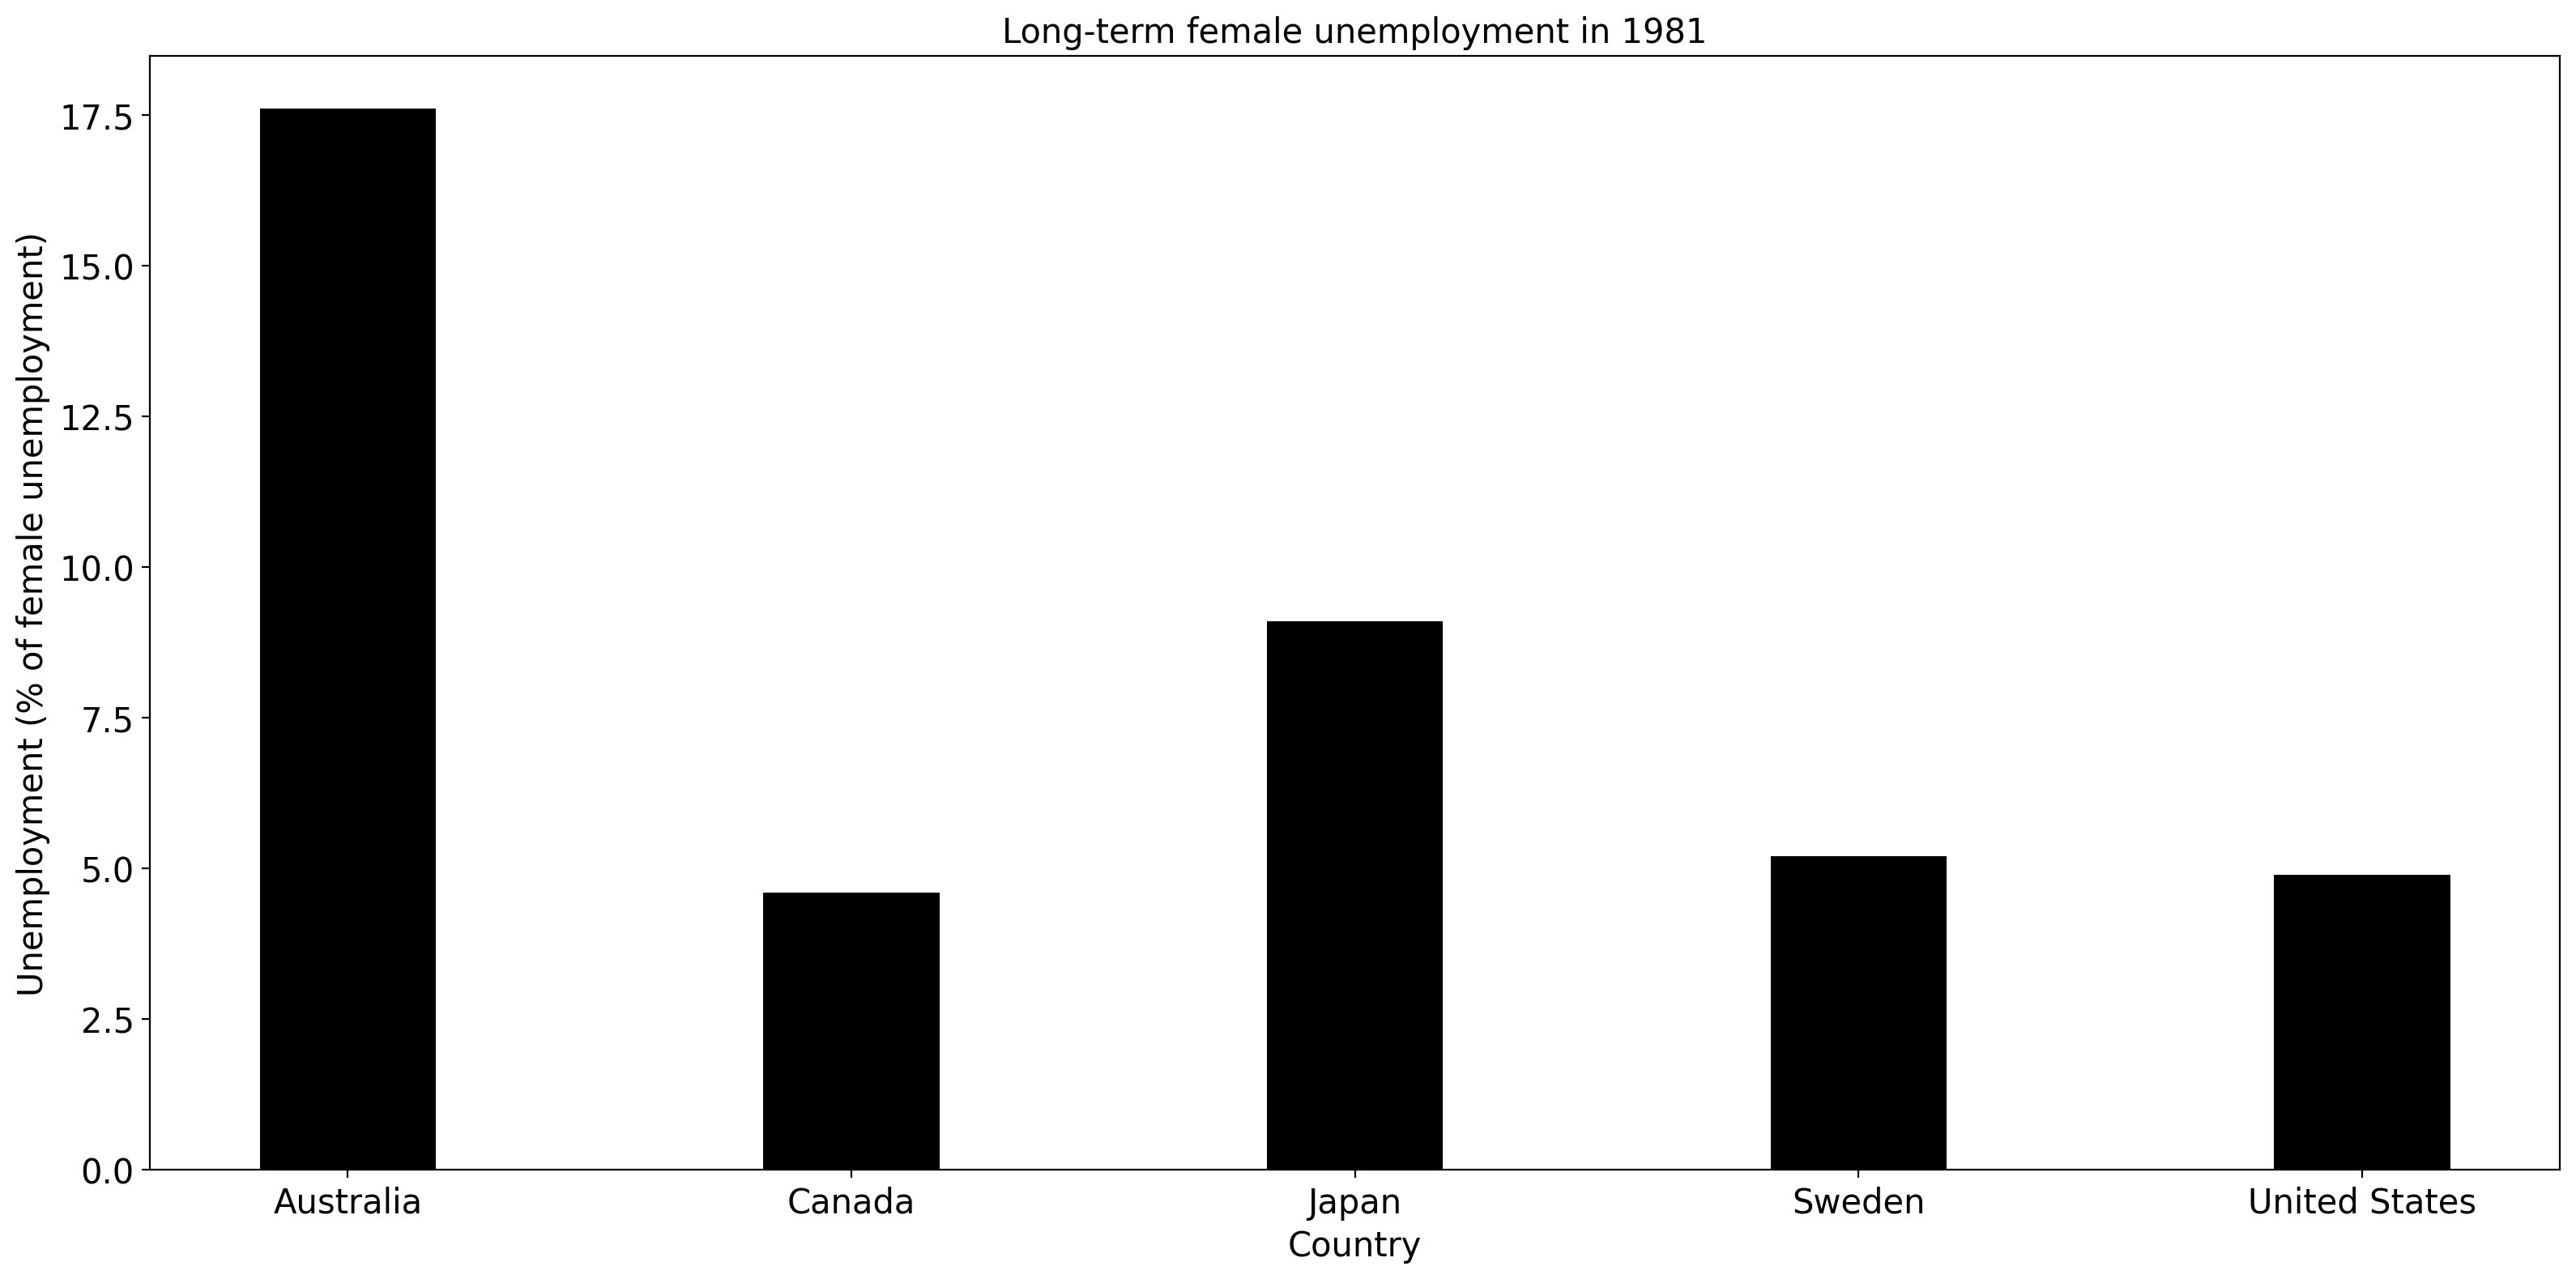 Long-term female unemployment in 1981
Unemployment (% of female unemployment)
17.5
15.0
12.5
10.0
7.5
5.0
2.5
0.0
Australia Canada Japan Sweden United States
Country